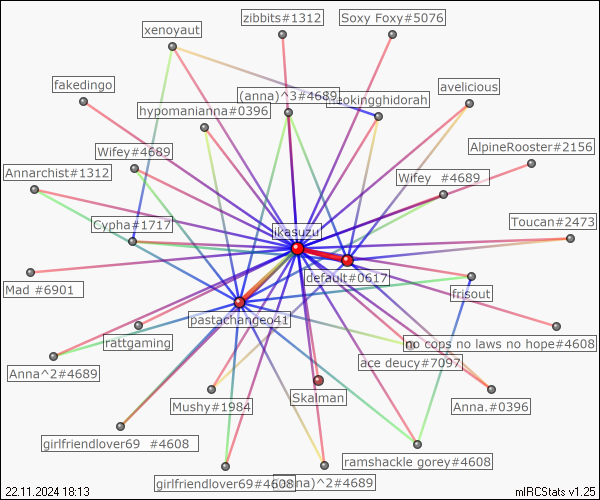 zibbits#1312
Soxy Foxy#5076
xenoyaut
fakedingo
avelicious
(anna)^3#4689
neokingghidorah
hypomanianna#0396
AlpineRooster#2156
Wifey#4689
Annarchist#1312
Wifey  #4689
Toucan#2473
Cypha#1717
ikasuzu
default#0617
Mad #6901
frisout
pastachangeo41
rattgaming
no cops no laws no hope#4608
ace deucy#7097
Anna^2#4689
Skalman
Mushy#1984
Anna.#0396
girlfriendlover69  #4608
ramshackle gorey#4608
girlfriendlover69#4608
(anna)^2#4689
22.11.2024 18:13
mIRCStats v1.25